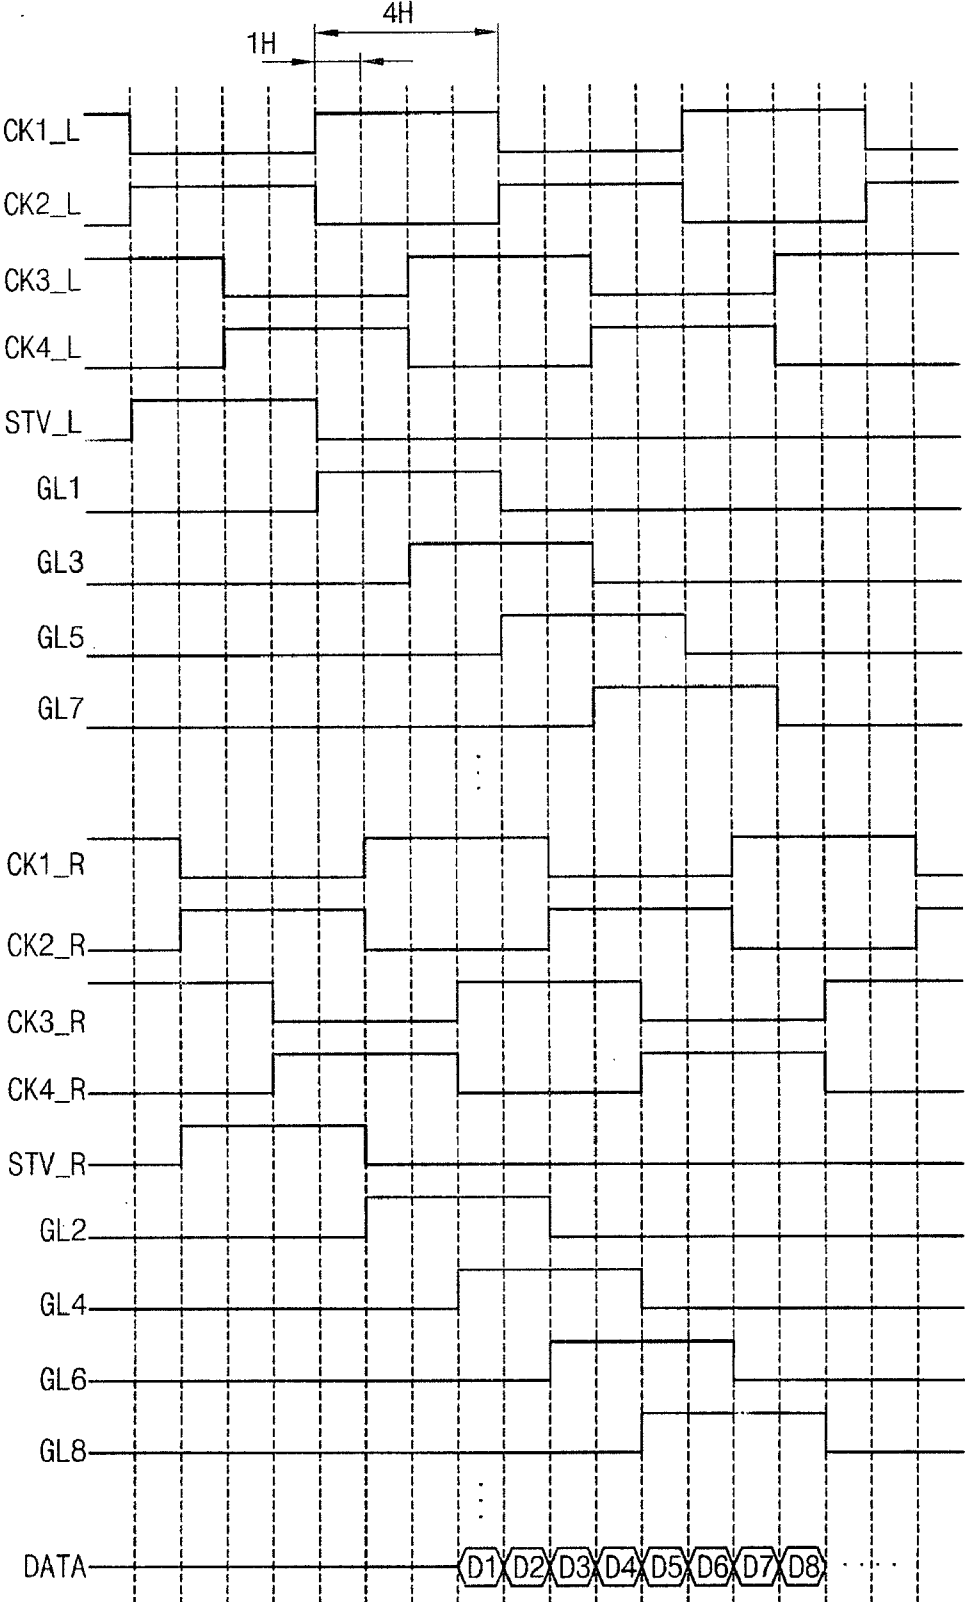 4H
1H
CK1_L
CK2_L
CK3_L
CK4_L
STV_L
GL1
GL3
GL5
GL7
CK1_R
CK2_R
CK3_R
CK4_R
STV_R
GL2
GL4
GL6
GL8
DATA D1 D2 D3 D4 D5 D6 D7 D8